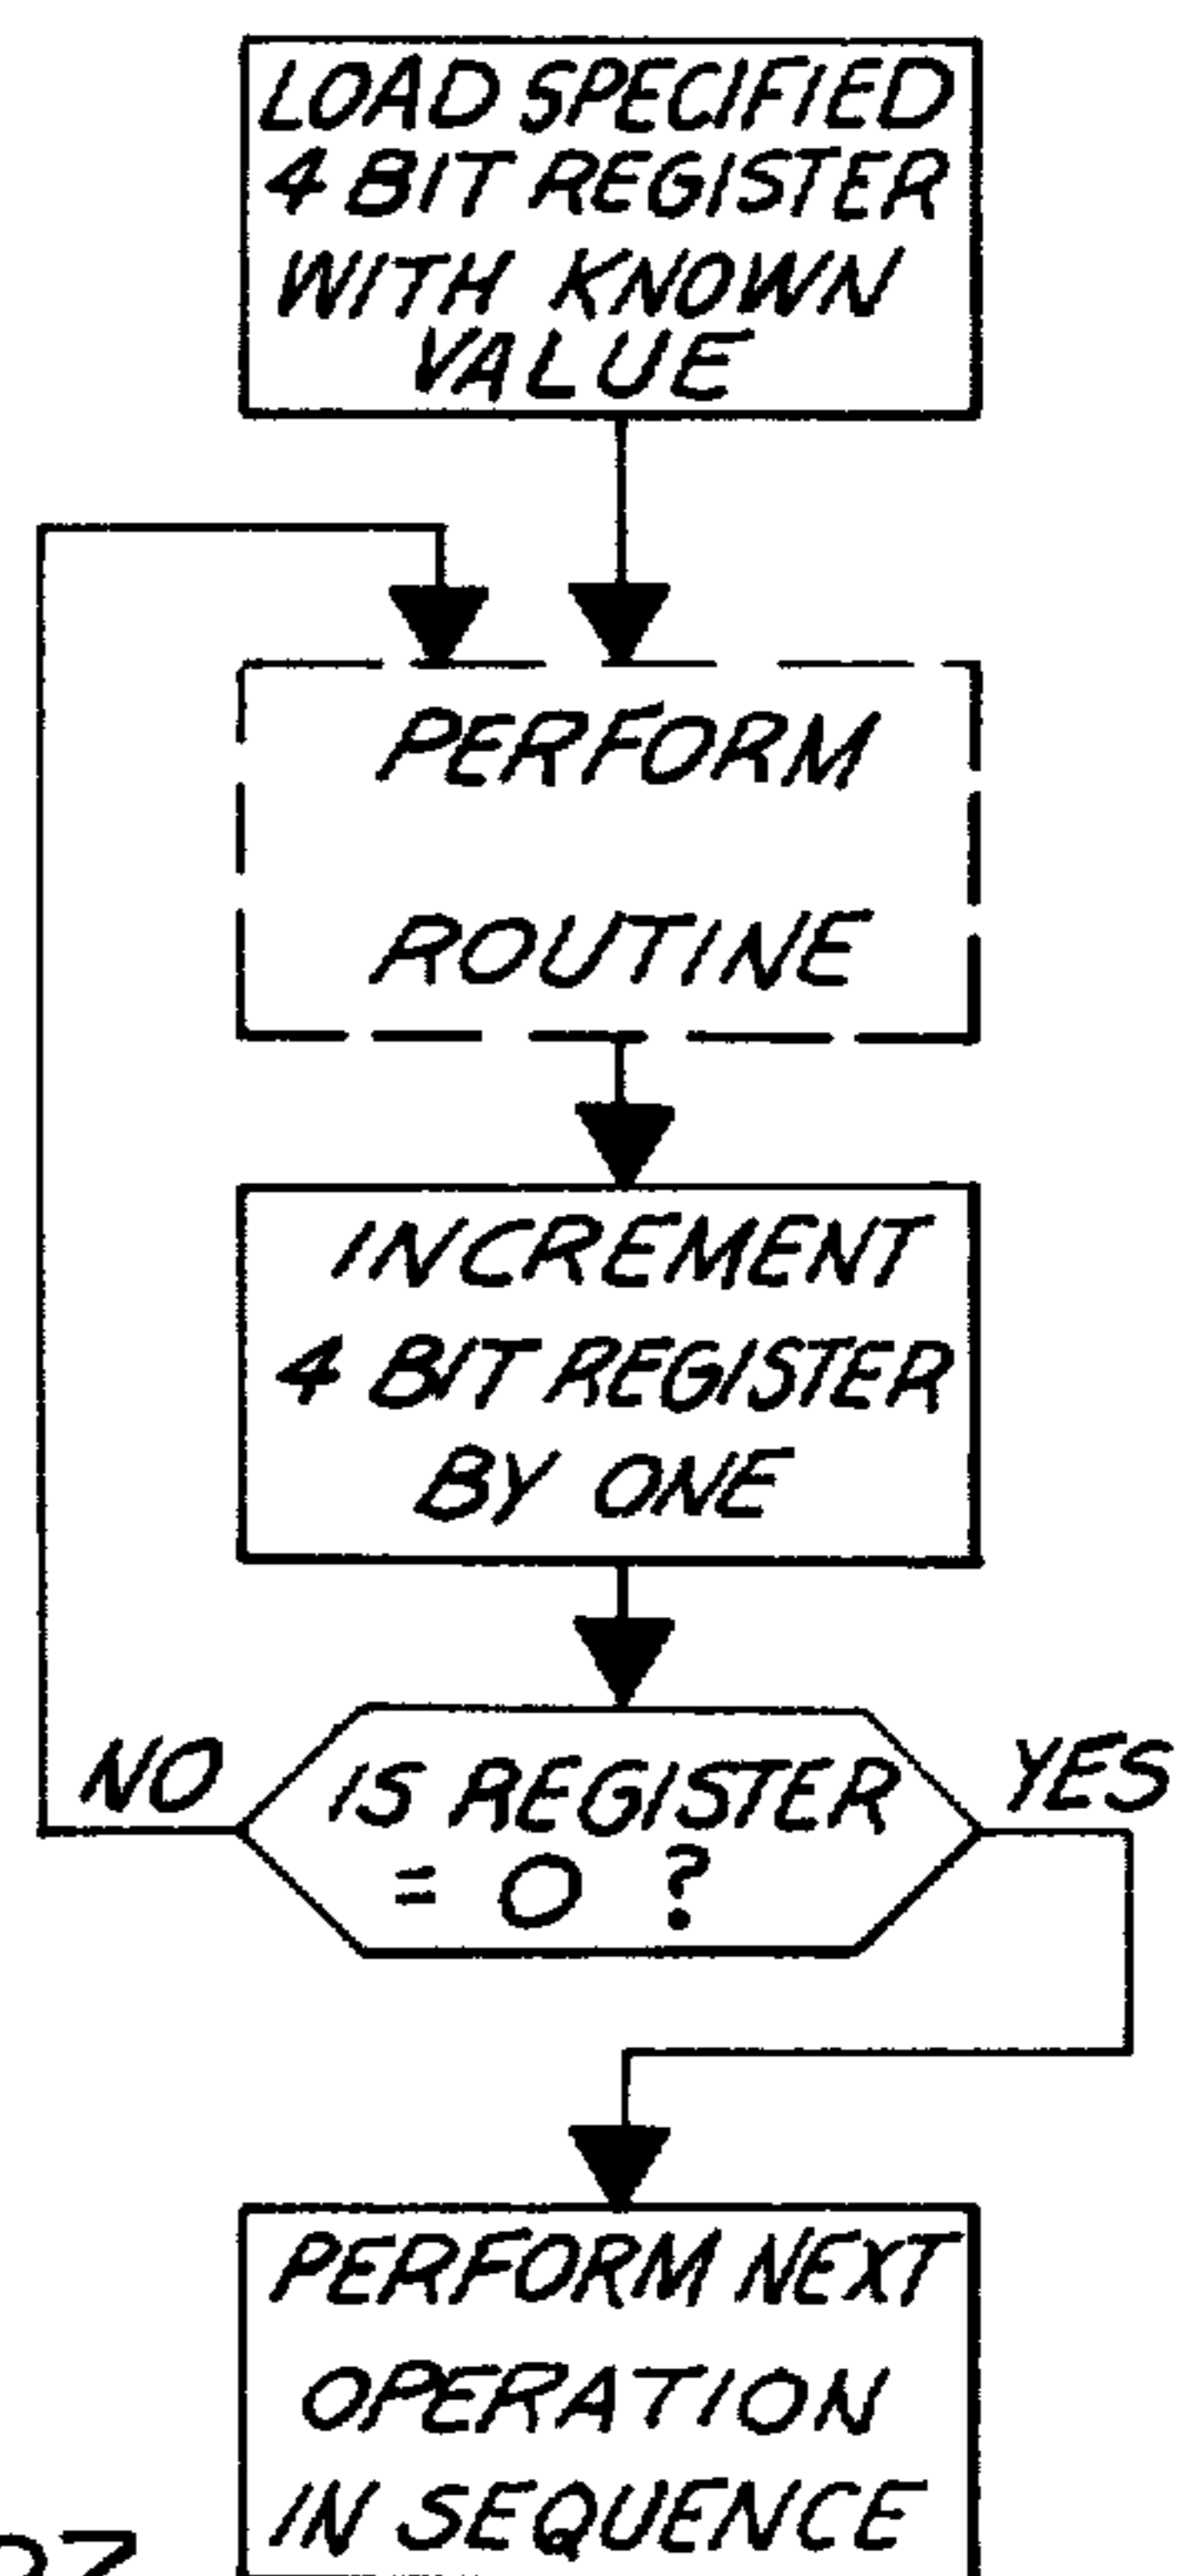 LOAD SPECIFIED
4 BIT REGISTER
WITH KNOWN
VALUE
PERFORM
ROUTINE
INCREMENT
4 BIT REGISTER
BY ONE
NO
IS REGISTER
= 0 ?
YES
PERFORM NEXT
OPERATION
IN SEQUENCE